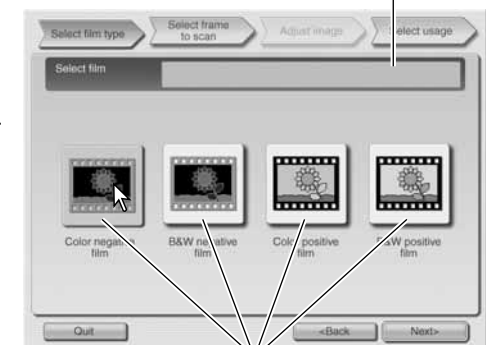 Select film type
Select frame
to scan
Adjust image
Select usage
Select film
Color negative
film
B&W negative
film
Color positive
film
B&W positive
film
Quit
<Back
Next>